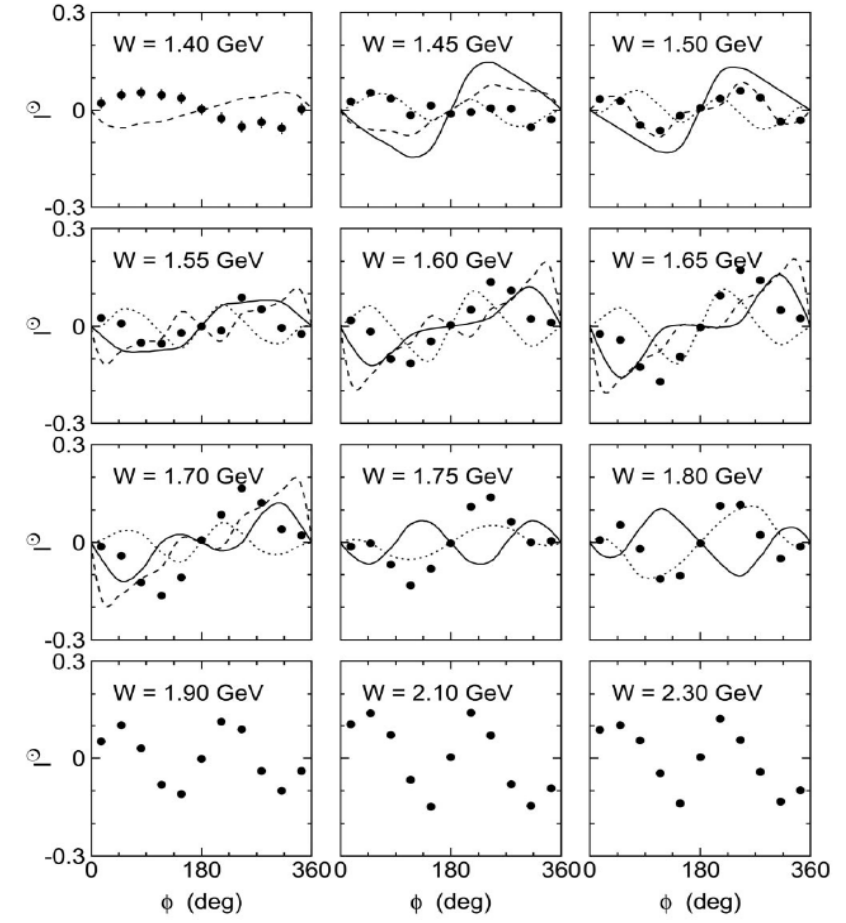 0.3
W = 1.40 GeV W = 1.45 GeV W = 1.50 GeV
I⊙ 0
-0.3
W = 1.55 GeV W = 1.60 GeV W = 1.65 GeV
I⊙ 0
-0.3
0.3
W = 1.70 GeV W = 1.75 GeV W = 1.80 GeV
I⊙ 0
-0.3
0.3
W = 1.90 GeV W = 2.10 GeV W = 2.30 GeV
I⊙ 0
-0.3
0 180 360 0 180 360 0 180 360
ϕ (deg) ϕ (deg) ϕ (deg)